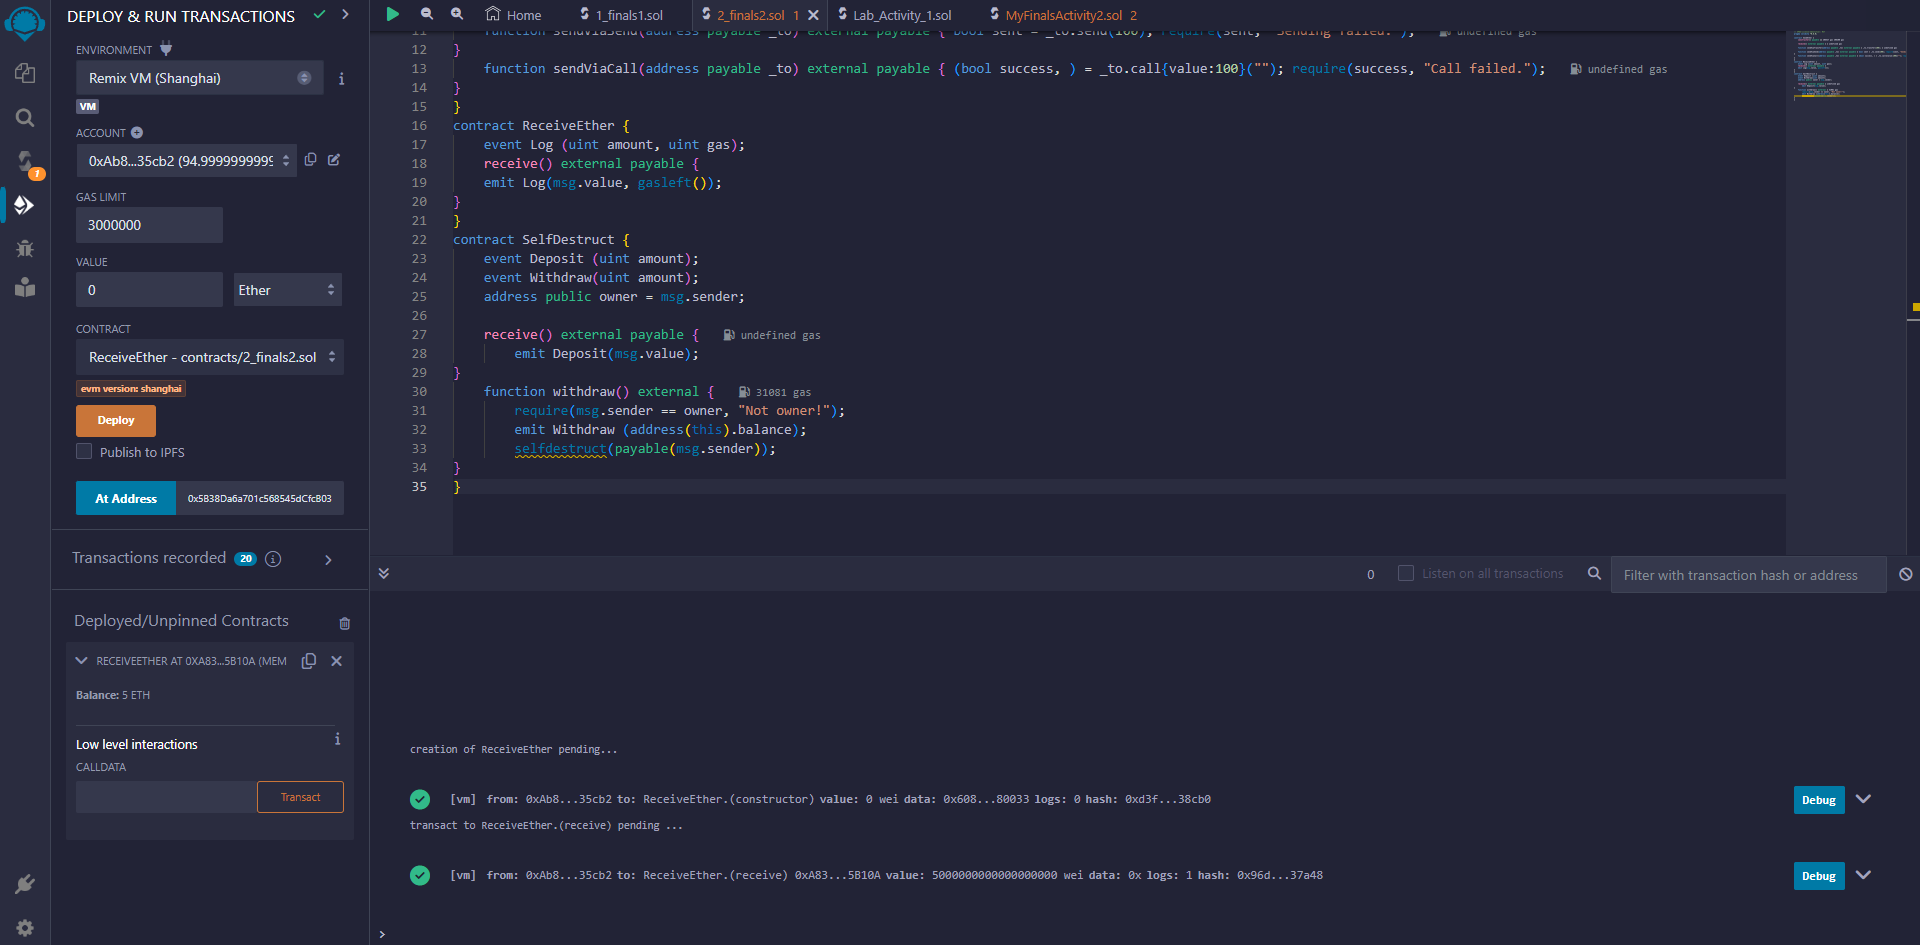 DEPLOY & RUN TRANSACTIONS
ENVIRONMENT
Remix VM (Shanghai)
VM
ACCOUNT
0xAb8...35cb2 (94.9999999999
GAS LIMIT
3000000
VALUE
0
Ether
CONTRACT
ReceiveEther - contracts/2_finals2.sol
evm version: shanghai
Deploy
Publish to IPFS
At Address
0x5B38Da6a701c568545dCfcB03
Transactions recorded 20
Deployed/Unpinned Contracts
RECEIVEETHER AT 0XA83...5B10A (MEM
Balance: 5 ETH
Low level interactions
CALLDATA
Transact
1
Home
1_finals1.sol
2_finals2.sol 1
Lab_Activity_1.sol
MyFinalsActivity2.sol 2
11 function sendViaSend(address payable _to) external payable { bool sent = _to.send(100); require(sent, "Sending failed."); undefined gas
12 }
13 function sendViaCall(address payable _to) external payable { (bool success, ) = _to.call{value:100}(""); require(success, "Call failed."); undefined gas
14 }
15 }
16 contract ReceiveEther {
17 event Log (uint amount, uint gas);
18 receive() external payable {
19 emit Log(msg.value, gasleft());
20 }
21 }
22 contract SelfDestruct {
23 event Deposit (uint amount);
24 event Withdraw(uint amount);
25 address public owner = msg.sender;
26
27 receive() external payable { undefined gas
28 emit Deposit(msg.value);
29 }
30 function withdraw() external { 31081 gas
31 require(msg.sender == owner, "Not owner!");
32 emit Withdraw (address(this).balance);
33 selfdestruct(payable(msg.sender));
34 }
35 }
0
Listen on all transactions
Filter with transaction hash or address
creation of ReceiveEther pending...
[vm] from: 0xAb8...35cb2 to: ReceiveEther.(constructor) value: 0 wei data: 0x608...80033 logs: 0 hash: 0xd3f...38cb0
Debug
transact to ReceiveEther.(receive) pending ...
[vm] from: 0xAb8...35cb2 to: ReceiveEther.(receive) 0xA83...5B10A value: 5000000000000000000 wei data: 0x logs: 1 hash: 0x96d...37a48
Debug
>